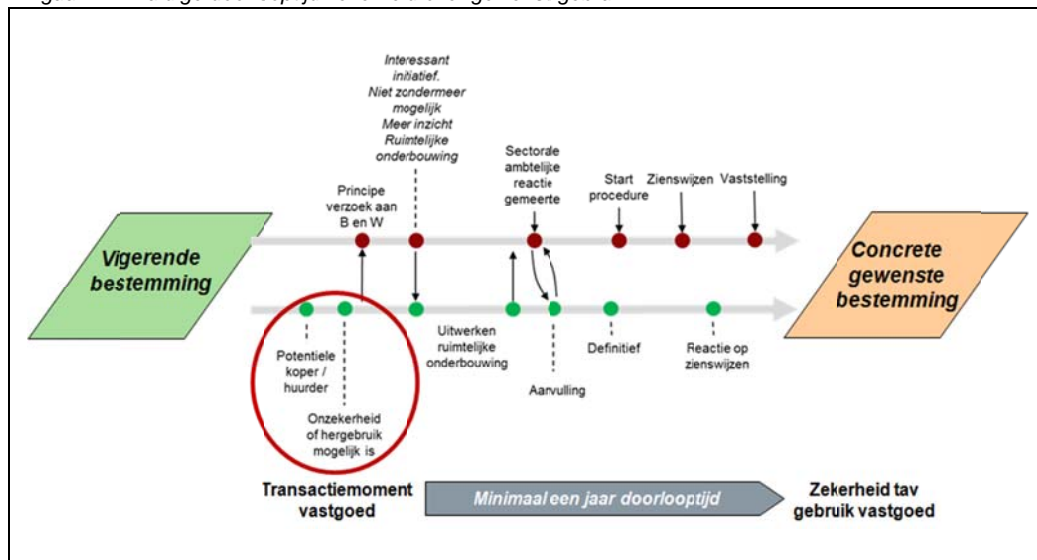 Interessant
initiatief.
Niet zondermeer
mogelijk
Meer inzicht
Ruimtelijke
onderbouwing
Principe
verzoek aan
B en W
Sectorale
ambtelijke
reactie
gemeerte
Start
procedure
Zienswijzen
Vaststelling
Vigerende
bestemming
Concrete
gewenste
bestemming
Potentiele
koper /
huurder
Onzekerheid
of hergebruik
mogelijk is
Uitwerken
ruimtelijke
onderbouwing
Aarvulling
Definitief
Reactie op
zienswijzen
Transactiemoment
vastgoed
Minimaal een jaar doorlooptijd
Zekerheid tav
gebruik vastgoed